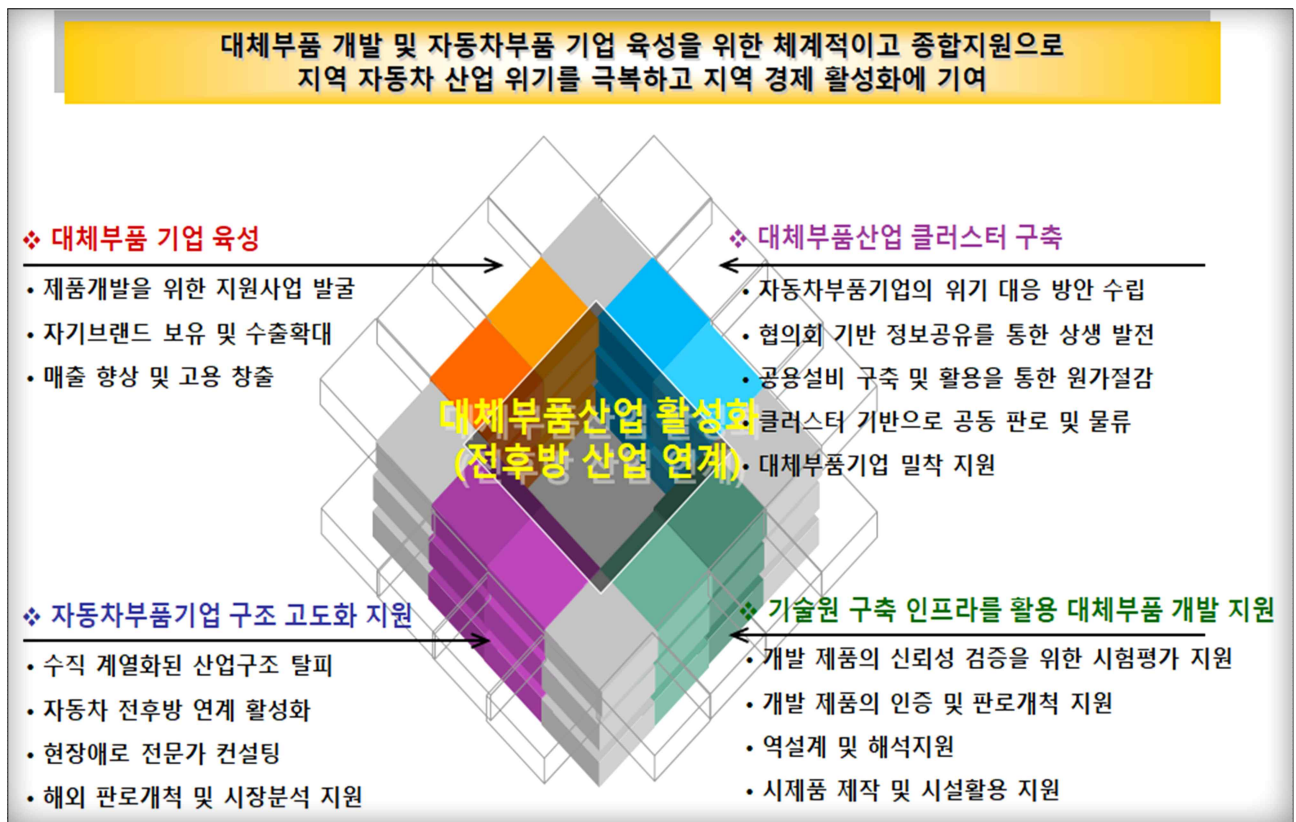 대체부품 개발 및 자동차부품 기업 육성을 위한 체계적이고 종합지원으로
지역 자동차 산업 위기를 극복하고 지역 경제 활성화에 기여
❖ 대체부품 기업 육성
• 제품개발을 위한 지원사업 발굴
• 자기브랜드 보유 및 수출확대
• 매출 향상 및 고용 창출
❖ 대체부품산업 클러스터 구축
• 자동차부품기업의 위기 대응 방안 수립
• 협의회 기반 정보공유를 통한 상생 발전
• 공용설비 구축 및 활용을 통한 원가절감
• 클러스터 기반으로 공동 판로 및 물류
• 대체부품기업 밀착 지원
대체부품산업 활성화
(전후방 산업 연계)
❖ 자동차부품기업 구조 고도화 지원
• 수직 계열화된 산업구조 탈피
• 자동차 전후방 연계 활성화
• 현장애로 전문가 컨설팅
• 해외 판로개척 및 시장분석 지원
❖ 기술원 구축 인프라를 활용 대체부품 개발 지원
• 개발 제품의 신뢰성 검증을 위한 시험평가 지원
• 개발 제품의 인증 및 판로개척 지원
• 역설계 및 해석지원
• 시제품 제작 및 시설활용 지원